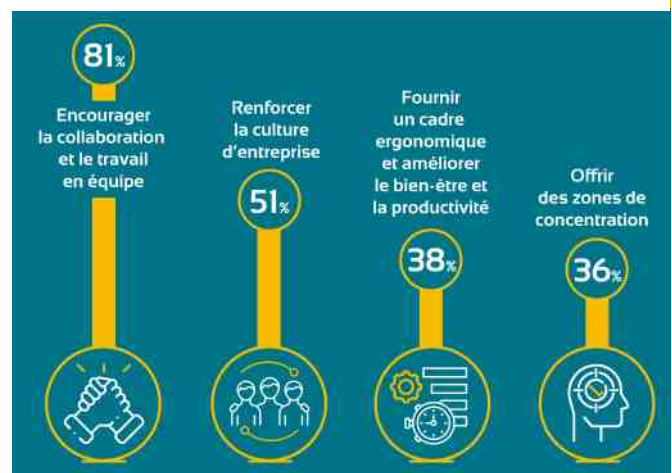 81%
Encourager
la collaboration
et le travail
en équipe
Renforcer
la culture
d'entreprise
51%
Fournir
un cadre
ergonomique
et améliorer
le bien-être et
la productivité
38%
Offrir
des zones de
concentration
36%